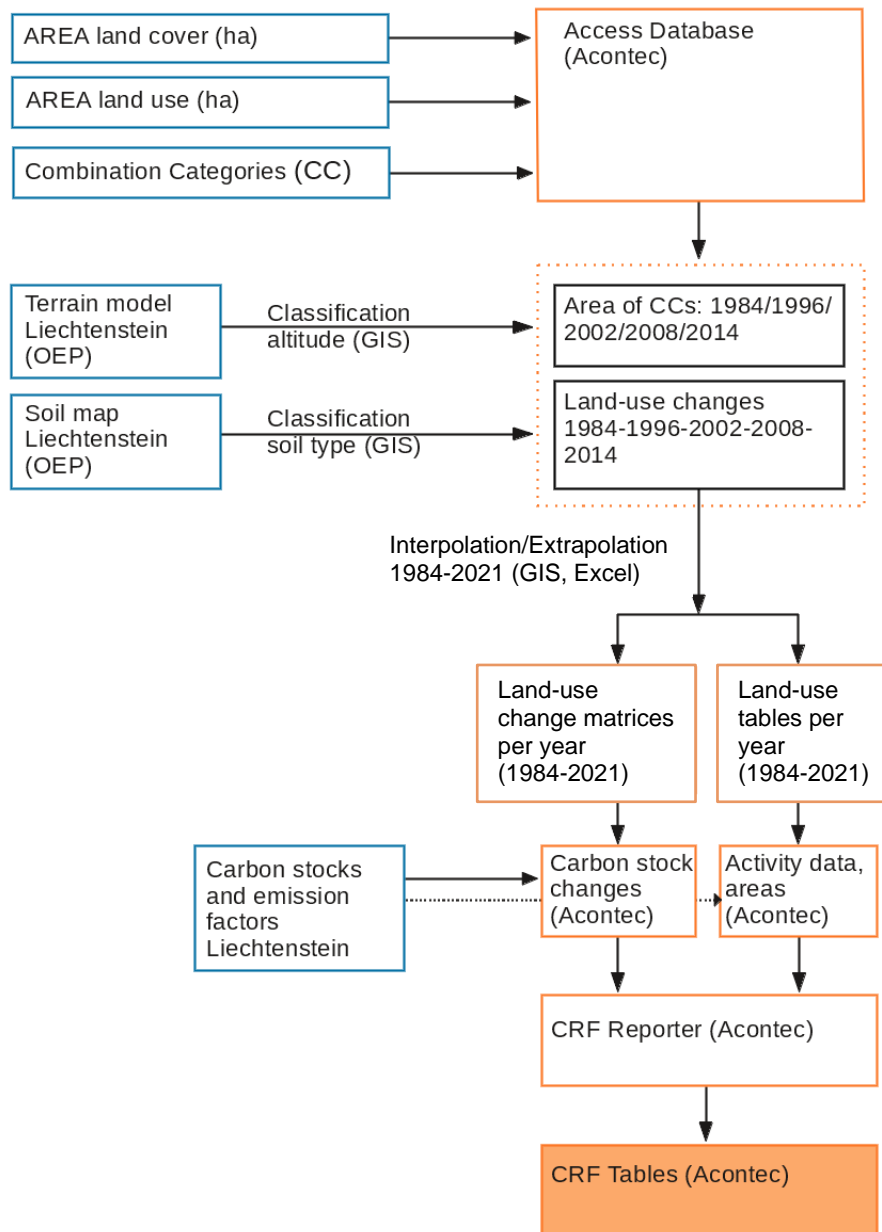 AREA land cover (ha)
Access Database
(Acontec)
AREA land use (ha)
Combination Categories (CC)
Terrain model
Liechtenstein
(OEP)
Classification
altitude (GIS)
Area of CCs: 1984/1996/
2002/2008/2014
Soil map
Liechtenstein
(OEP)
Classification
soil type (GIS)
Land-use changes
1984-1996-2002-2008-
2014
Interpolation/Extrapolation
1984-2021 (GIS, Excel)
Land-use
change matrices
per year
(1984-2021)
Land-use
tables per
year
(1984-2021)
Carbon stocks
and emission
factors
Liechtenstein
Carbon stock
changes
(Acontec)
Activity data,
areas
(Acontec)
CRF Reporter (Acontec)
CRF Tables (Acontec)